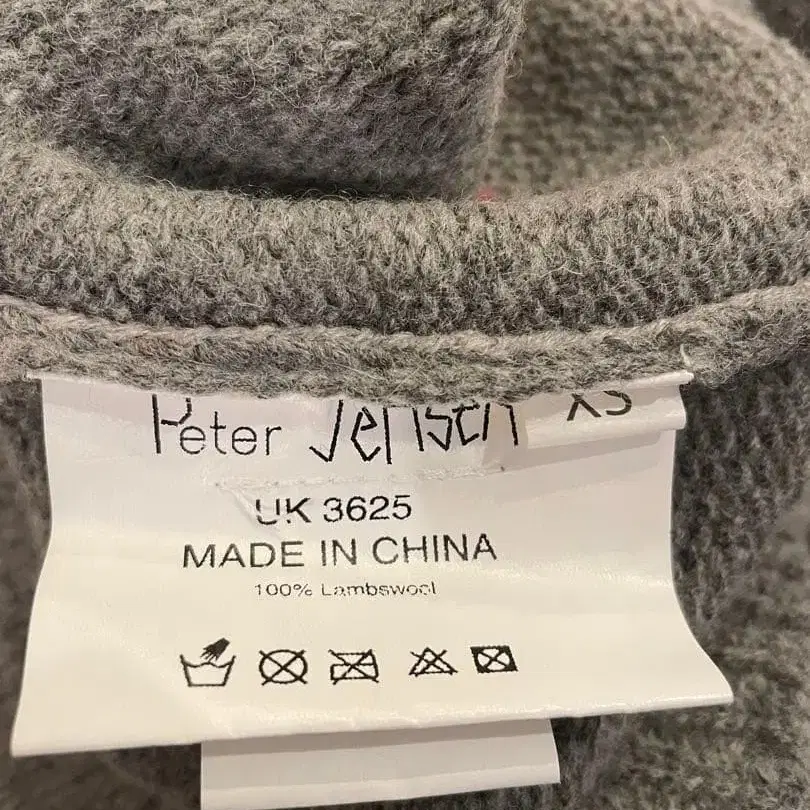 Peter Jensen XS
UK 3625
MADE IN CHINA
100% Lambswool